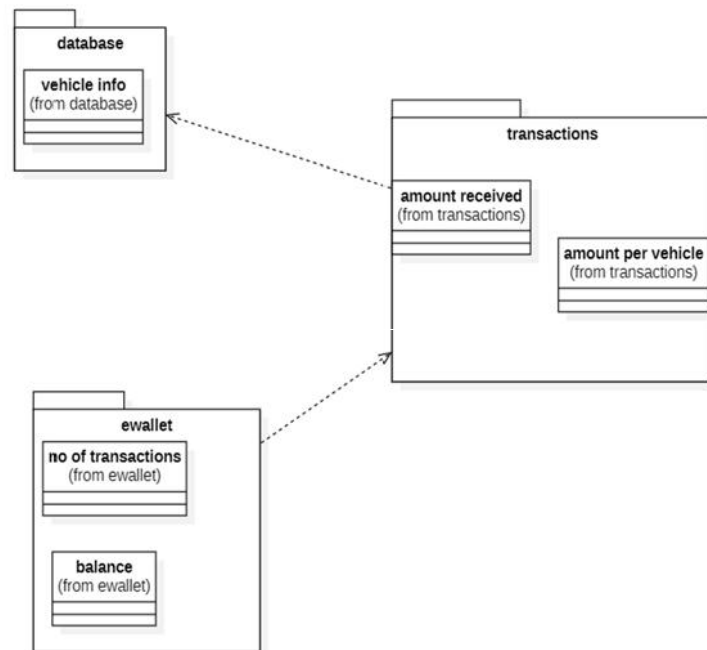 database
vehicle info
(from database)
transactions
amount received
(from transactions)
amount per vehicle
(from transactions)
ewallet
no of transactions
(from ewallet)
balance
(from ewallet)